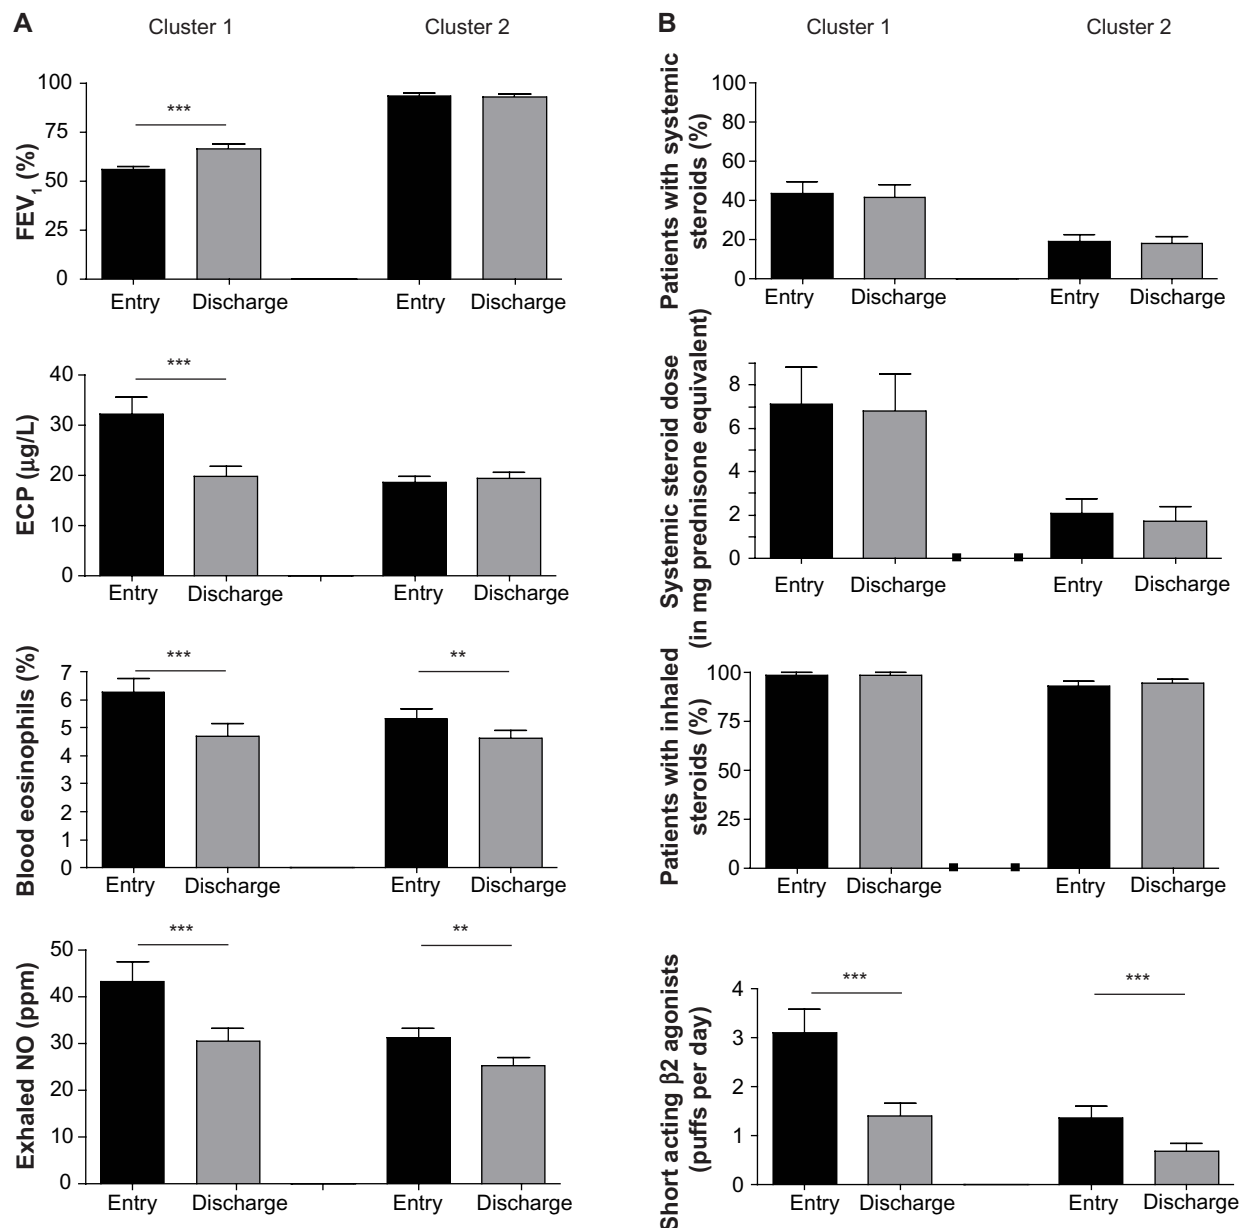 A
Cluster 1
Cluster 2
FEV1 (%)
100
75
50
25
0
***
Entry
Discharge
Entry
Discharge
ECP (μg/L)
40
30
20
10
0
***
Entry
Discharge
Entry
Discharge
Blood eosinophils (%)
7
6
5
4
3
2
1
0
***
**
Entry
Discharge
Entry
Discharge
Exhaled NO (ppm)
50
40
30
20
10
0
***
**
Entry
Discharge
Entry
Discharge
B
Cluster 1
Cluster 2
Patients with systemic
steroids (%)
100
80
60
40
20
0
Entry
Discharge
Entry
Discharge
Systemic steroid dose
(in mg prednisone equivalent)
8
6
4
2
0
Entry
Discharge
Entry
Discharge
Patients with inhaled
steroids (%)
100
75
50
25
0
Entry
Discharge
Entry
Discharge
Short acting β2 agonists
(puffs per day)
4
3
2
1
0
***
***
Entry
Discharge
Entry
Discharge